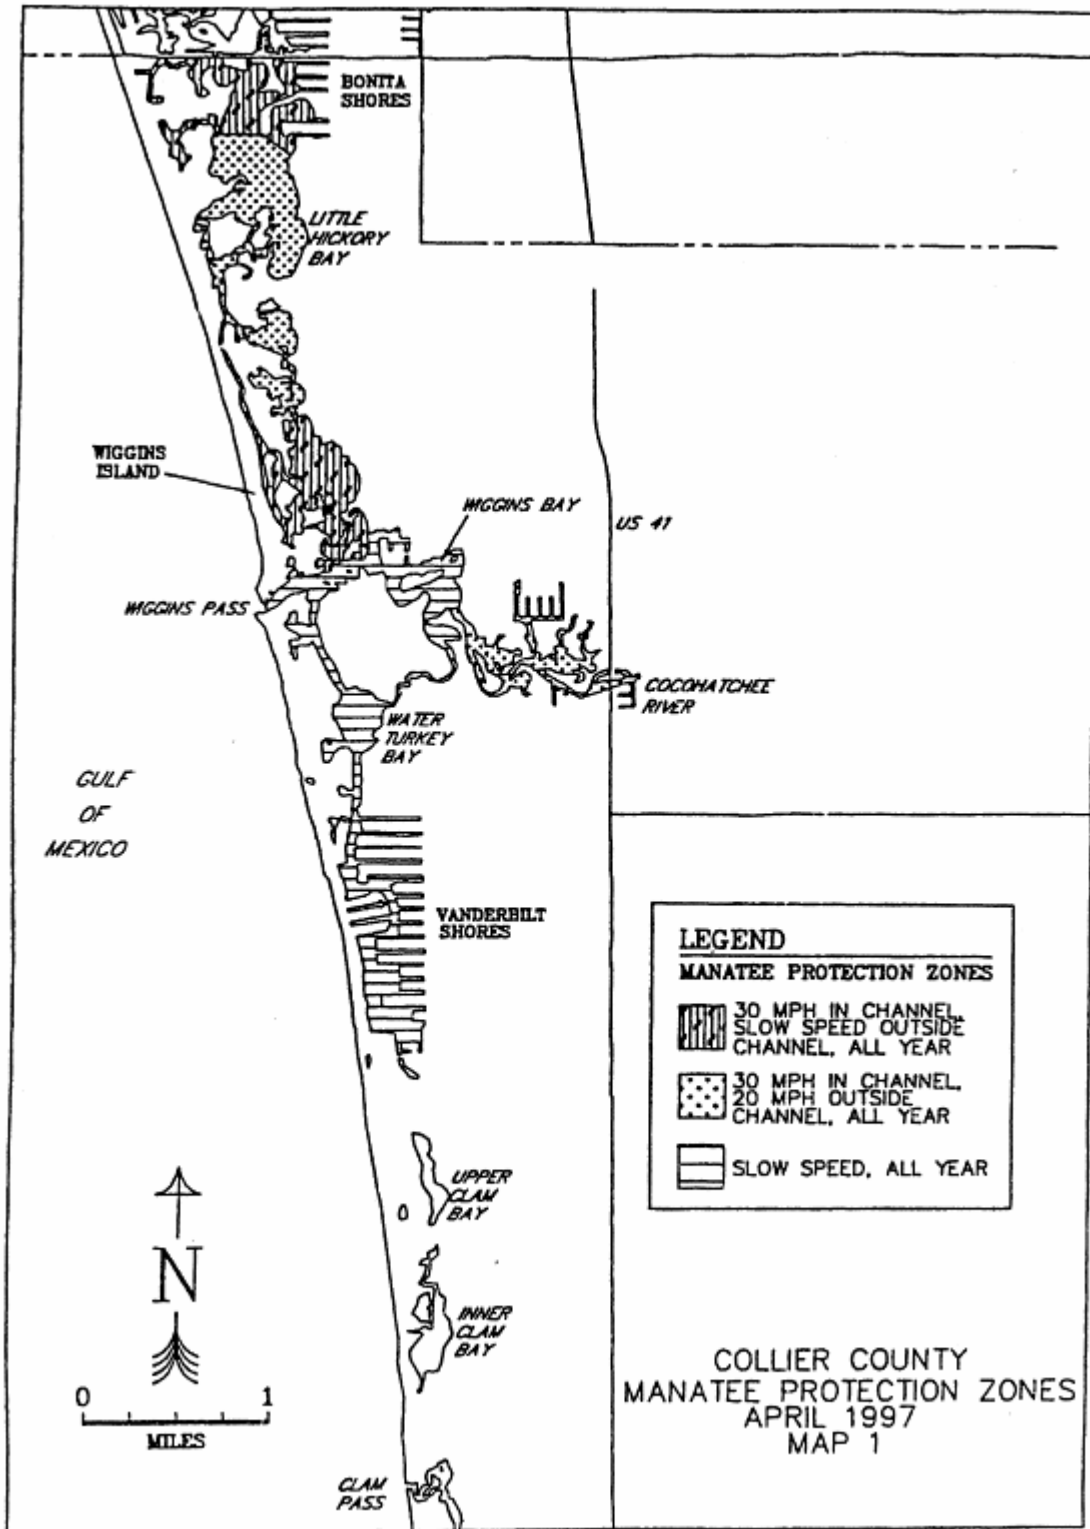 BONITA
SHORES
LITTLE
HICKORY
BAY
WIGGINS
ISLAND
WIGGINS BAY
US 41
WIGGINS PASS
COCOHATCHEE
RIVER
WATER
TURKEY
BAY
GULF
OF
MEXICO
VANDERBILT
SHORES
LEGEND
MANATEE PROTECTION ZONES
30 MPH IN CHANNEL,
SLOW SPEED OUTSIDE
CHANNEL, ALL YEAR
30 MPH IN CHANNEL,
20 MPH OUTSIDE
CHANNEL, ALL YEAR
SLOW SPEED, ALL YEAR
UPPER
CLAM
BAY
N
INNER
CLAM
BAY
0 1
MILES
COLLIER COUNTY
MANATEE PROTECTION ZONES
APRIL 1997
MAP 1
CLAM
PASS